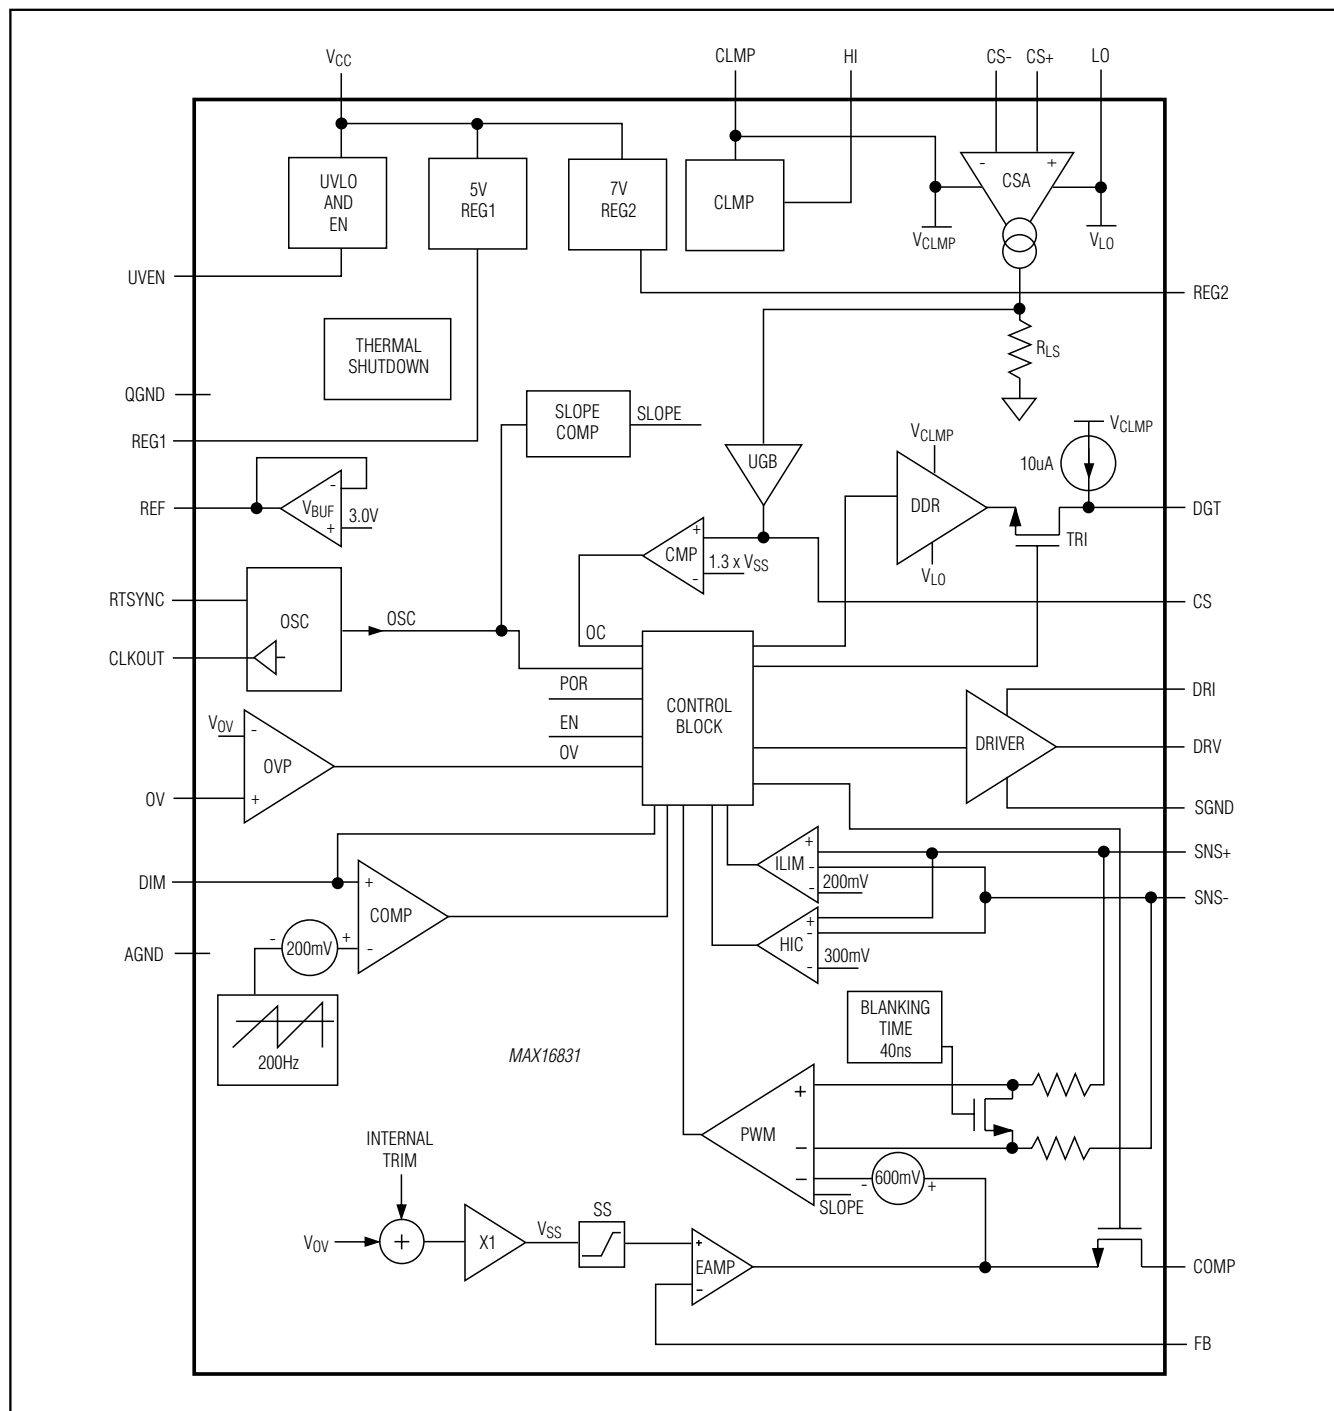 VCC
CLMP
HI
CS-
CS+
LO
UVLO
AND
EN
5V
REG1
7V
REG2
CLMP
-
+
CSA
VCLMP
VLO
UVEN
REG2
THERMAL
SHUTDOWN
RLS
QGND
REG1
SLOPE
COMP
SLOPE
UGB
VCLMP
VCLMP
10uA
REF
-
VBUF
+
3.0V
DDR
DGT
TRI
+
CMP
1.3 x VSS
-
VLO
RTSYNC
OSC
OSC
CS
CLKOUT
OC
POR
EN
OV
CONTROL
BLOCK
DRI
DRIVER
DRV
SGND
VOV
-
OVP
+
OV
DIM
+
COMP
-
- 200mV +
AGND
200Hz
+
ILIM
-
-
200mV
SNS+
SNS-
+
HIC
-
-
300mV
BLANKING
TIME
40ns
MAX16831
+
PWM
−
−
- 600mV +
SLOPE
INTERNAL
TRIM
VOV
+
X1
VSS
SS
+
EAMP
-
COMP
FB